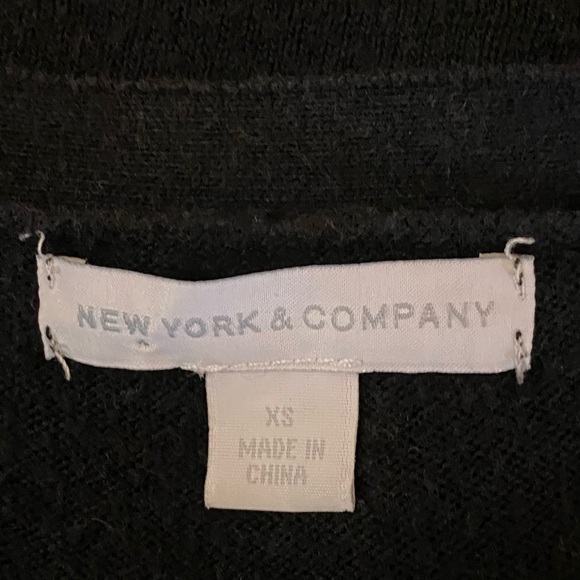 NEW YORK & COMPANY
XS
MADE IN
CHINA